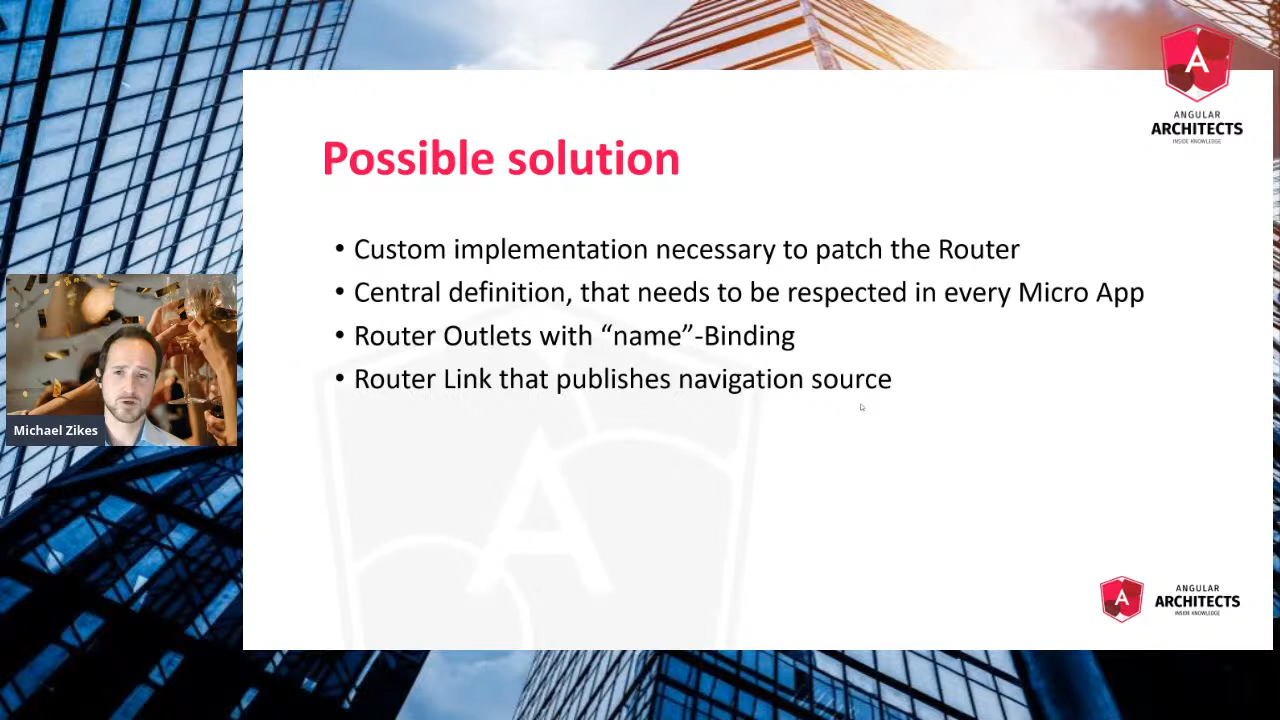 A
ANGULAR
ARCHITECTS
INSIDE KNOWLEDGE
Possible solution
• Custom implementation necessary to patch the Router
• Central definition, that needs to be respected in every Micro App
• Router Outlets with “name”-Binding
• Router Link that publishes navigation source
Michael Zikes
A
A
ANGULAR
ARCHITECTS
INSIDE KNOWLEDGE